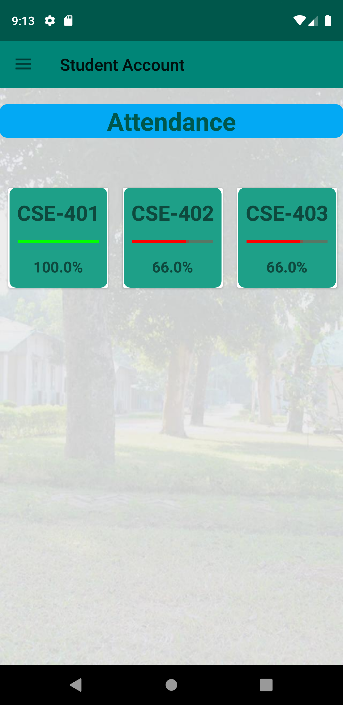 9:13
Student Account
Attendance
CSE-401 CSE-402 CSE-403
100.0% 66.0% 66.0%